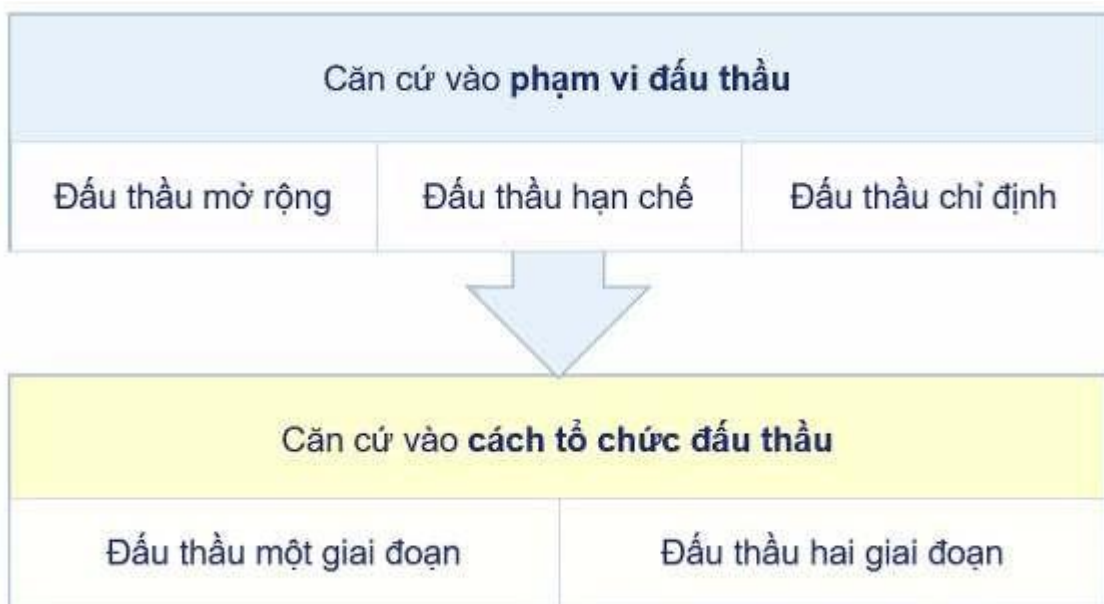 Căn cứ vào phạm vi đấu thầu
Đấu thầu mở rộng
Đấu thầu hạn chế
Đấu thầu chỉ định
Căn cứ vào cách tổ chức đấu thầu
Đấu thầu một giai đoạn
Đấu thầu hai giai đoạn